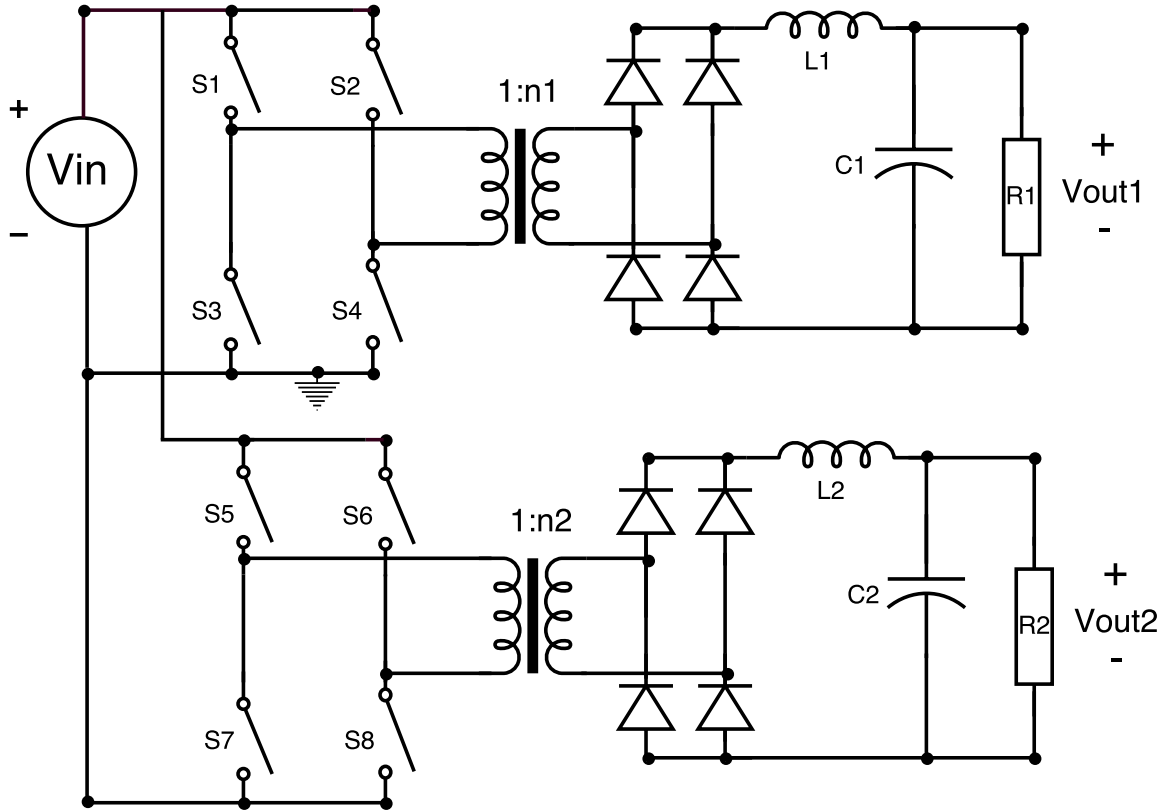 S1
S2
L1
+
1:n1
Vin
C1
R1
+
Vout1
-
−
S3
S4
S5
S6
L2
1:n2
C2
R2
+
Vout2
-
S7
S8